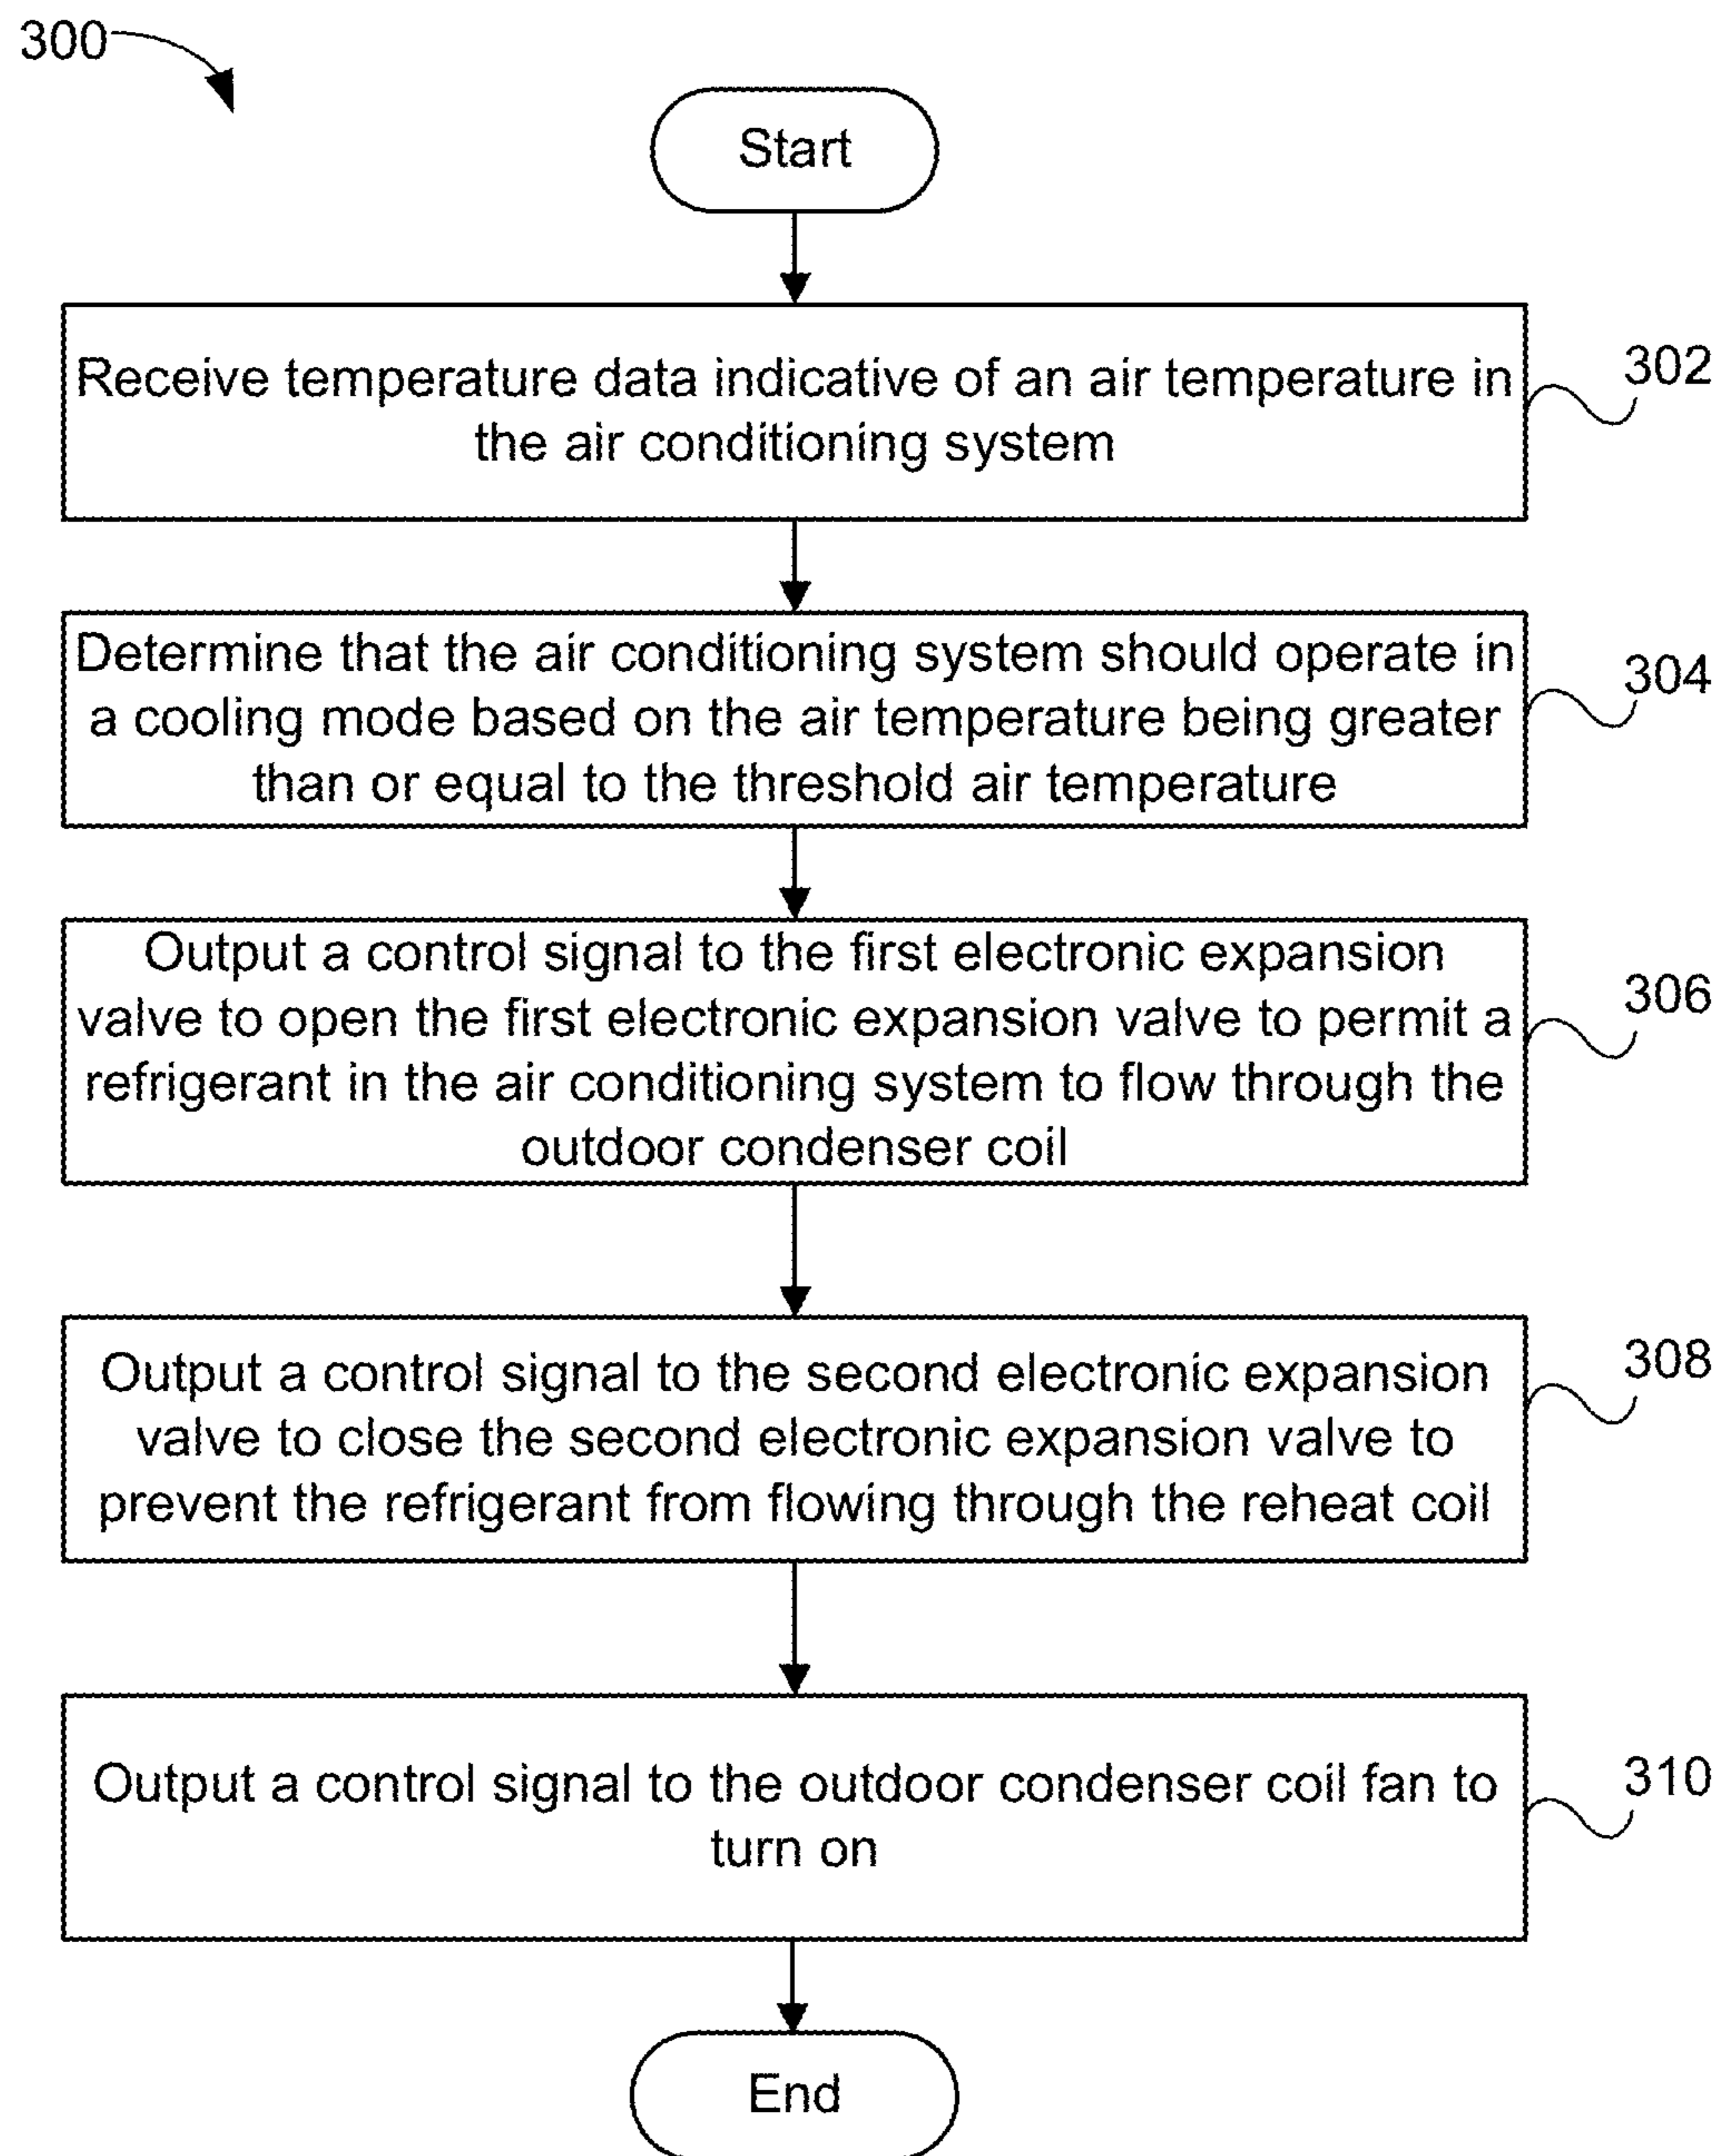 300
Start
Receive temperature data indicative of an air temperature in
the air conditioning system
302
Determine that the air conditioning system should operate in
a cooling mode based on the air temperature being greater
than or equal to the threshold air temperature
304
Output a control signal to the first electronic expansion
valve to open the first electronic expansion valve to permit a
refrigerant in the air conditioning system to flow through the
outdoor condenser coil
306
Output a control signal to the second electronic expansion
valve to close the second electronic expansion valve to
prevent the refrigerant from flowing through the reheat coil
308
Output a control signal to the outdoor condenser coil fan to
turn on
310
End